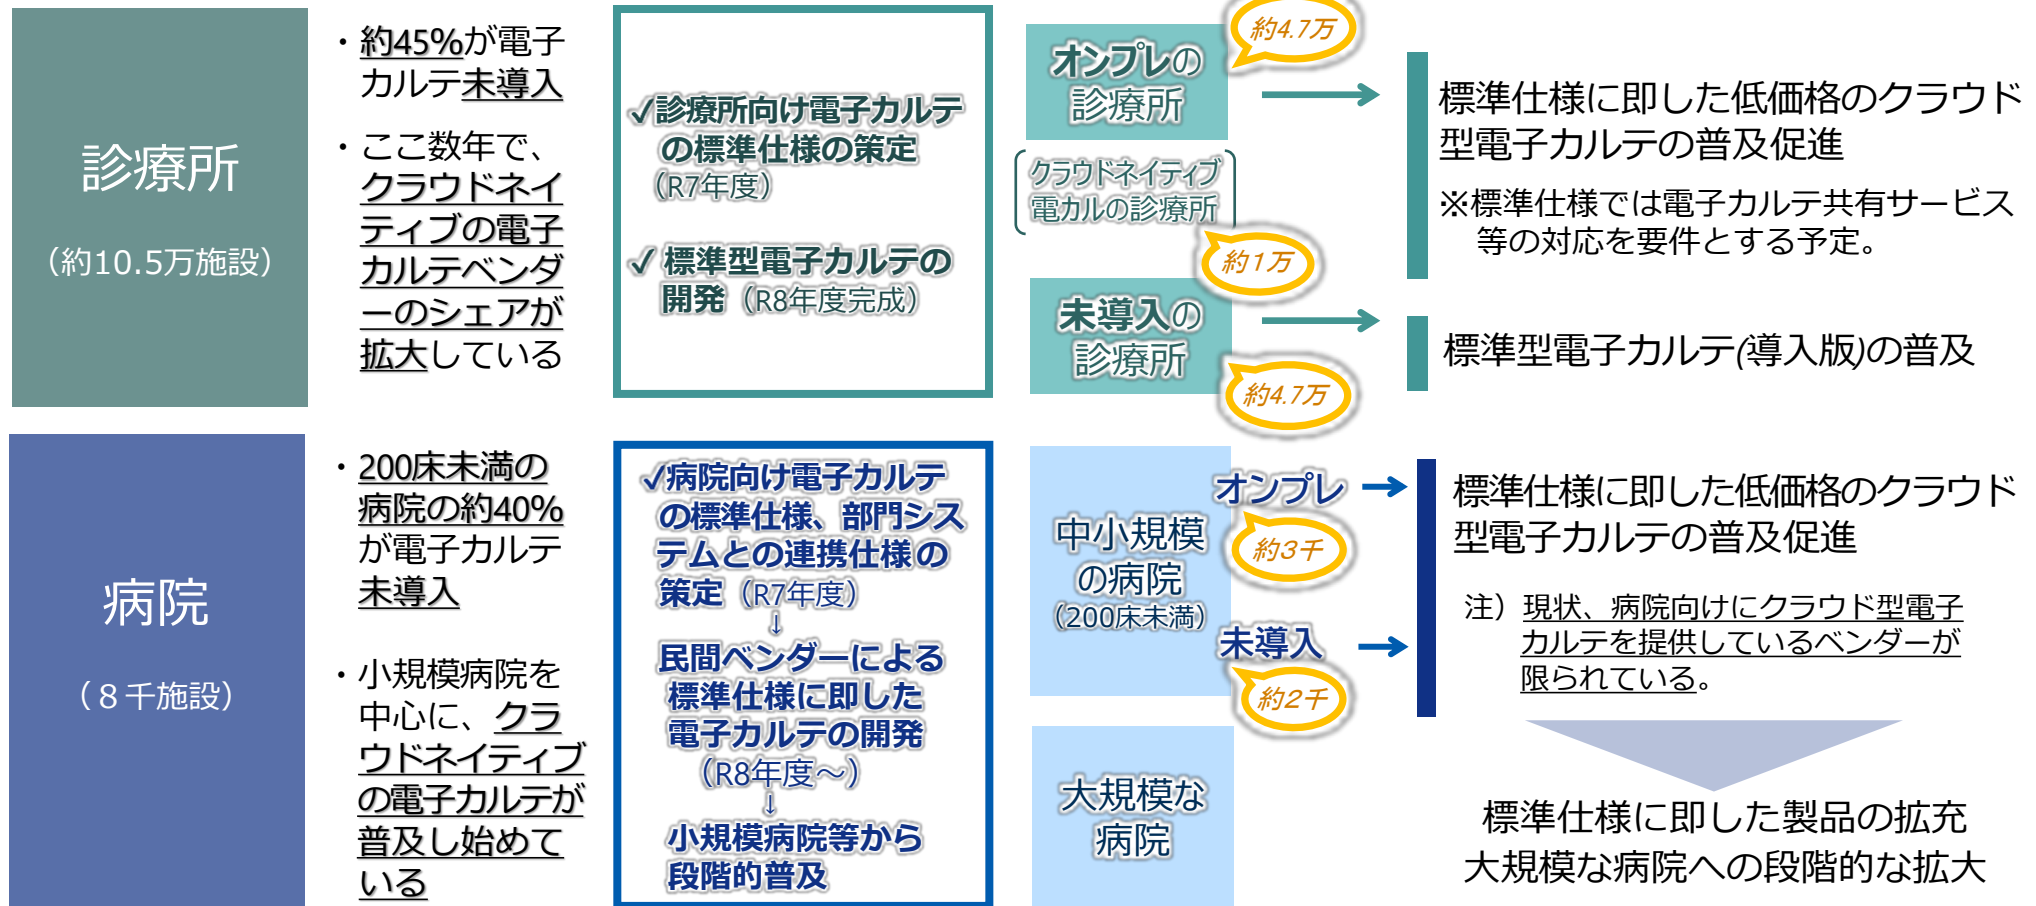 診療所
（約10.5万施設）
・約45%が電子
カルテ未導入
・ここ数年で、
クラウドネイ
ティブの電子
カルテベンダ
ーのシェアが
拡大している
✓診療所向け電子カルテ
の標準仕様の策定
（R7年度）
✓ 標準型電子カルテの
開発（R8年度完成）
オンプレの
診療所
約4.7万
クラウドネイティブ
電カルの診療所
約１万
未導入の
診療所
約4.7万
標準仕様に即した低価格のクラウド
型電子カルテの普及促進
※標準仕様では電子カルテ共有サービス
等の対応を要件とする予定。
標準型電子カルテ(導入版)の普及
病院
（８千施設）
・200床未満の
病院の約40%
が電子カルテ
未導入
・小規模病院を
中心に、クラ
ウドネイティブ
の電子カルテが
普及し始めて
いる
✓病院向け電子カルテ
の標準仕様、部門シス
テムとの連携仕様の
策定（R7年度）
↓
民間ベンダーによる
標準仕様に即した
電子カルテの開発
（R8年度～）
↓
小規模病院等から
段階的普及
中小規模
の病院
（200床未満）
オンプレ
約３千
未導入
約２千
大規模な
病院
標準仕様に即した低価格のクラウド
型電子カルテの普及促進
注）現状、病院向けにクラウド型電子
カルテを提供しているベンダーが
限られている。
標準仕様に即した製品の拡充
大規模な病院への段階的な拡大